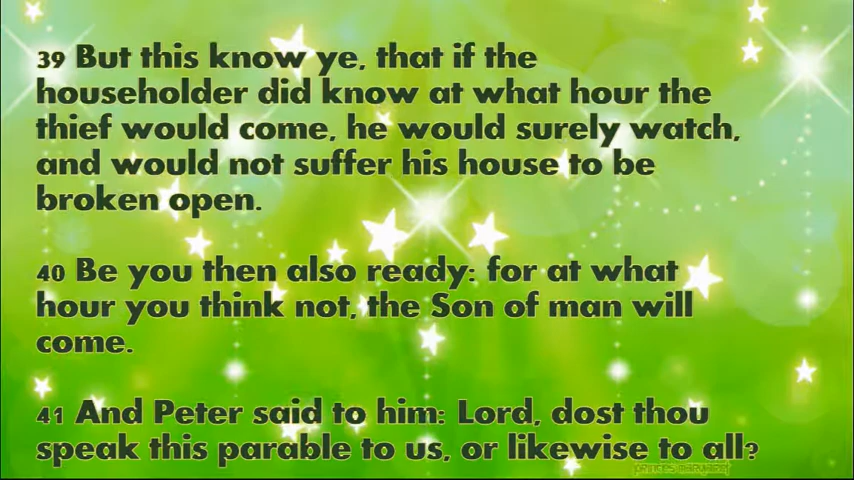 39 But this know ye, that if the
householder did know at what hour the
thief would come, he would surely watch,
and would not suffer his house to be
broken open.
40 Be you then also ready: for at what
hour you think not, the Son of man will
come.
41 And Peter said to him: Lord, dost thou
speak this parable to us, or likewise to all?